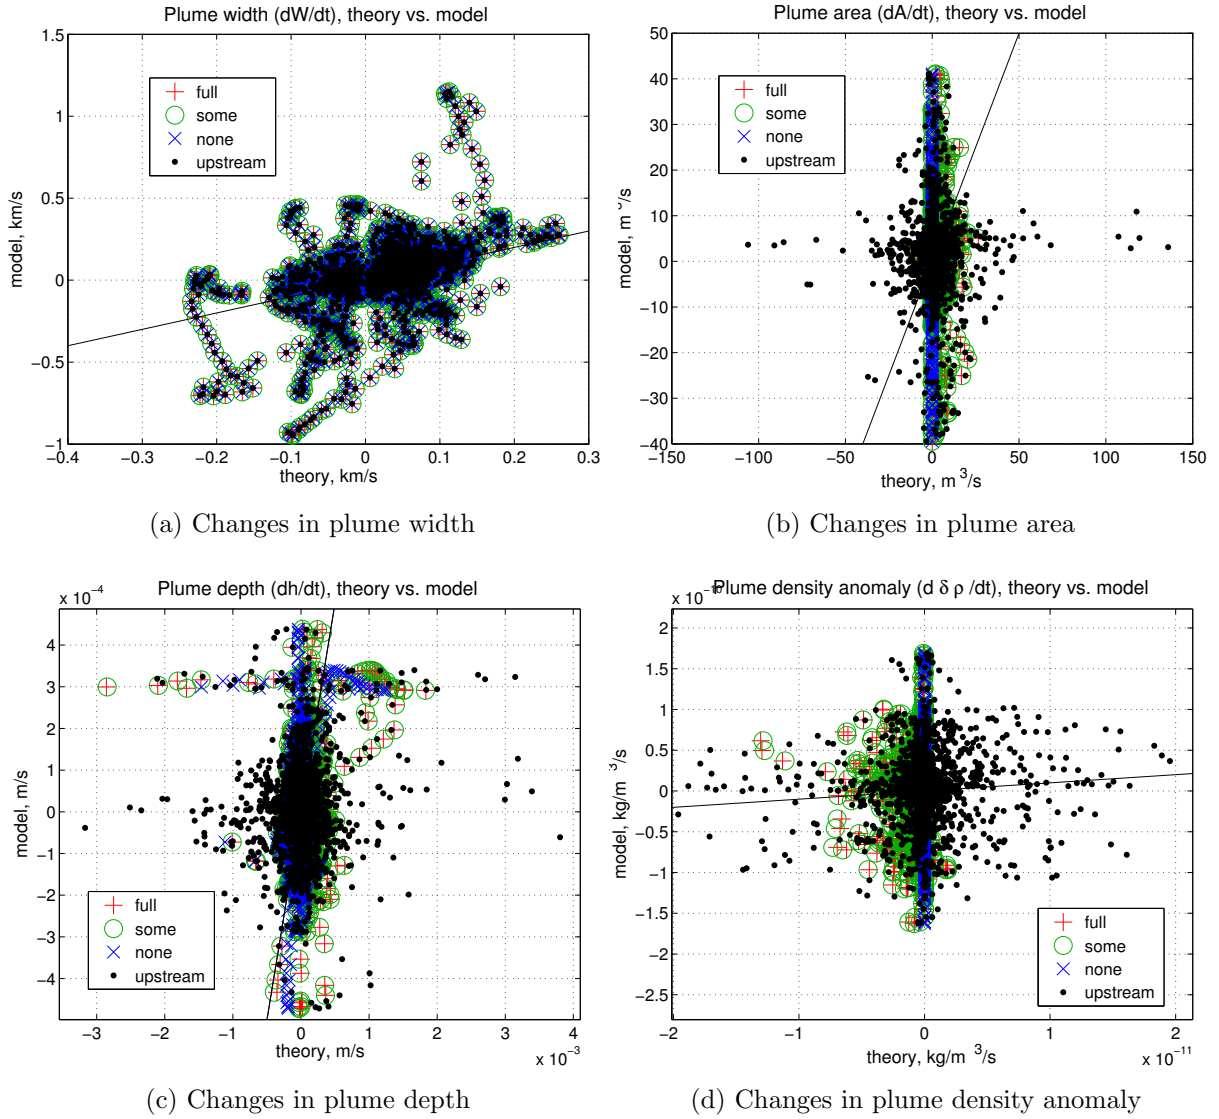 Plume width (dW/dt), theory vs. model
1.5
1
0.5
0
−0.5
−1
−0.4
−0.3
−0.2
−0.1
0
0.1
0.2
0.3
model, km/s
theory, km/s
full
some
none
upstream
(a) Changes in plume width
Plume area (dA/dt), theory vs. model
50
40
30
20
10
0
−10
−20
−30
−40
−150
−100
−50
0
50
100
150
model, m ³/s
theory, m ³/s
full
some
none
upstream
(b) Changes in plume area
Plume depth (dh/dt), theory vs. model
x 10⁻⁴
4
3
2
1
0
−1
−2
−3
−4
−3
−2
−1
0
1
2
3
4
x 10⁻³
model, m/s
theory, m/s
full
some
none
upstream
(c) Changes in plume depth
Plume density anomaly (d δ ρ /dt), theory vs. model
2
1.5
1
0.5
0
−0.5
−1
−1.5
−2
−2.5
−2
−1
0
1
2
x 10⁻¹¹
model, kg/m ³/s
theory, kg/m ³/s
full
some
none
upstream
(d) Changes in plume density anomaly